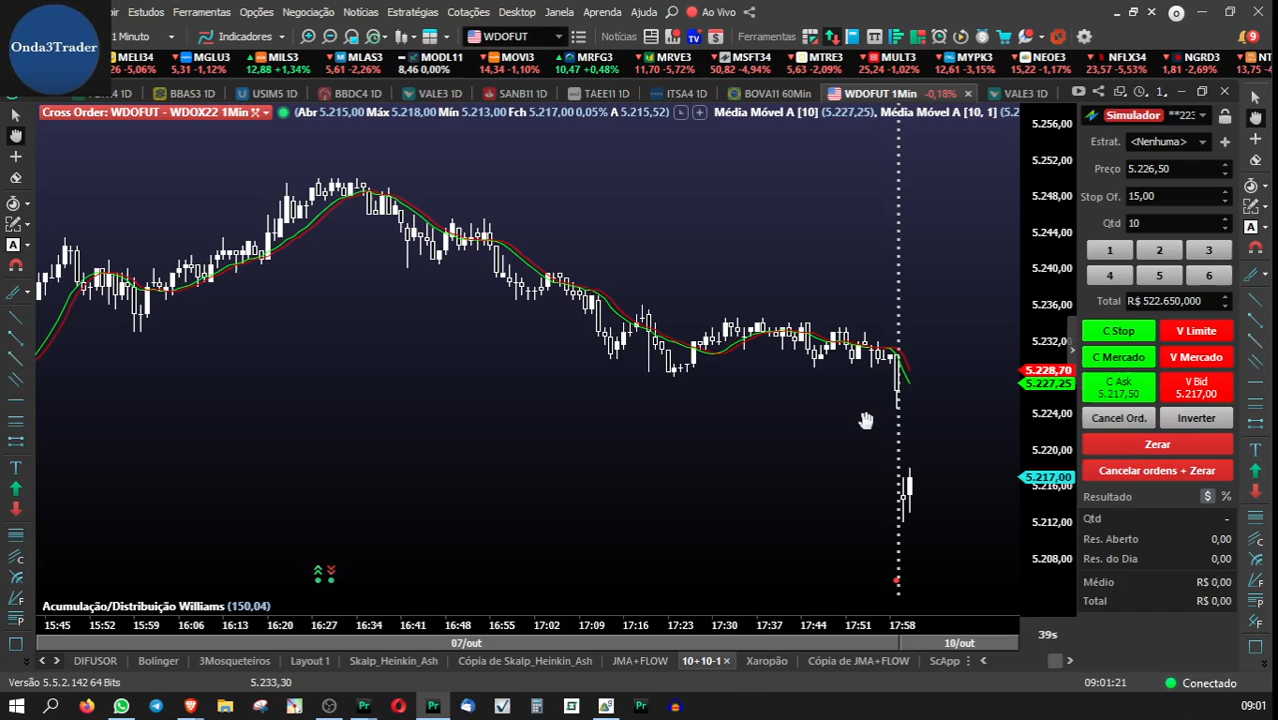 Onda3Trader
ir Estudos Ferramentas Opções Negociação Notícias Estratégias Cotações Desktop Janela Aprenda Ajuda Ao Vivo
1 Minuto Indicadores WDOFUT Notícias Ferramentas 9
MELI34 MGLU3 MILS3 MLAS3 MODL11 MOVI3 MRFG3 MRVE3 MSFT34 MTRE3 MULT3 MYPK3 NEOE3 NFLX34 NGRD3 NT
26 -5,06% 5,31 -1,12% 12,88 +1,34% 5,61 -2,26% 8,46 0,00% 14,34 -1,10% 10,47 +0,48% 11,70 -5,72% 50,82 -4,94% 5,63 -2,09% 25,24 -1,02% 12,61 -3,15% 15,22 -1,17% 23,57 -5,53% 1,81 -2,69% 13,75 -
1D BBAS3 1D USIM5 1D BBDC4 1D VALE3 1D SANB11 1D TAEE11 1D ITSA4 1D BOVA11 60Min WDOFUT 1Min -0,18% VALE3 1D
Cross Order: WDOFUT - WDOX22 1Min (Abr 5.215,00 Máx 5.218,00 Mín 5.213,00 Fch 5.217,00 0,05% A 5.215,52) Média Móvel A [10] (5.227,25), Média Móvel A [10, 1] (5.2
5.256,00
5.252,00
5.248,00
5.244,00
5.240,00
5.236,00
5.232,00
5.228,70
5.227,25
5.224,00
5.220,00
5.217,00
5.216,00
5.212,00
5.208,00
Simulador **223
Estrat. <Nenhuma>
Preço 5.226,50
Stop Of. 15,00
Qtd 10
1 2 3
4 5 6
Total R$ 522.650,000
C Stop V Limite
C Mercado V Mercado
C Ask V Bid
5.217,50 5.217,00
Cancel Ord. Inverter
Zerar
Cancelar ordens + Zerar
Resultado $ %
Qtd -
Res. Aberto 0,00
Res. do Dia 0,00
Médio R$ 0,00
Total R$ 0,00
Acumulação/Distribuição Williams (150,04)
15:45 15:52 15:59 16:06 16:13 16:20 16:27 16:34 16:41 16:48 16:55 17:02 17:09 17:16 17:23 17:30 17:37 17:44 17:51 17:58
07/out 10/out
39s
DIFUSOR Bolinger 3Mosqueteiros Layout 1 Skalp_Heinkin_Ash Cópia de Skalp_Heinkin_Ash JMA+FLOW 10+10-1 Xaropão Cópia de JMA+FLOW ScApp
Versão 5.5.2.142 64 Bits 5.233,30 09:01:21 Conectado
09:01